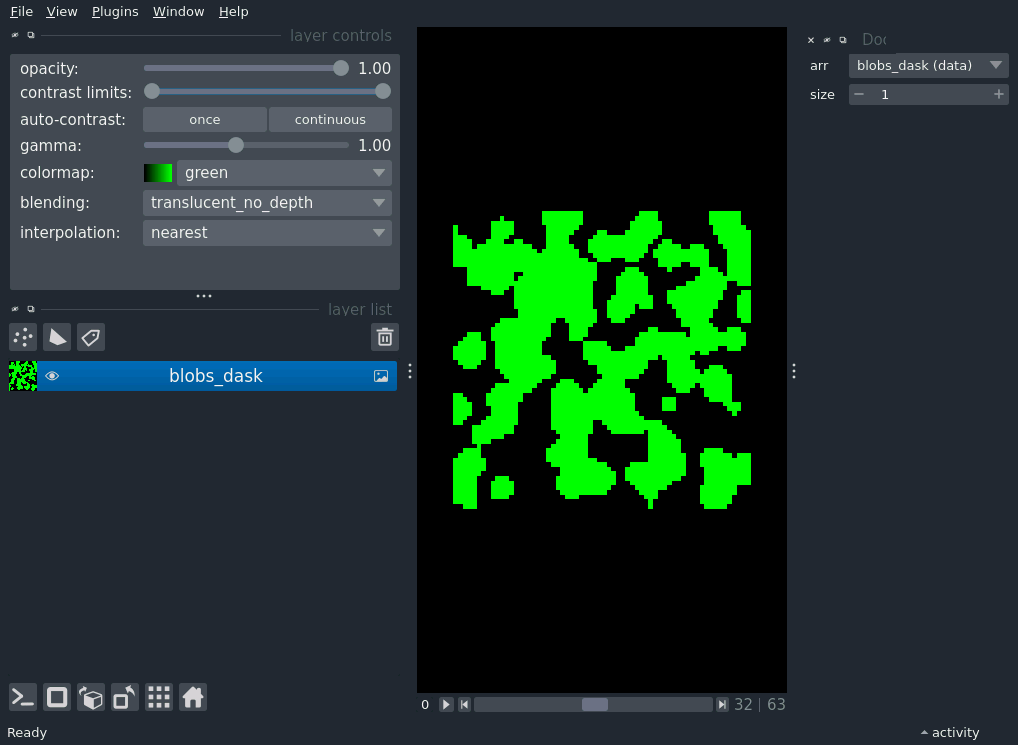 File View Plugins Window Help
layer controls
opacity: 1.00
contrast limits:
auto-contrast: once continuous
gamma: 1.00
colormap: green
blending: translucent_no_depth
interpolation: nearest
layer list
blobs_dask
arr blobs_dask (data)
size 1
0 32 | 63
Ready
activity